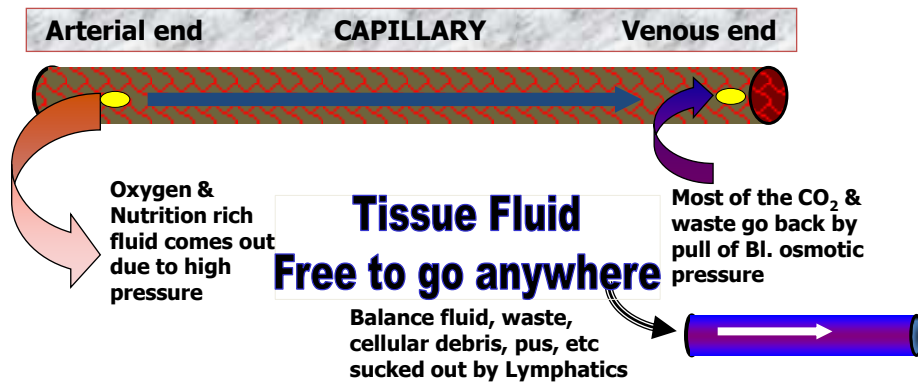 Arterial end CAPILLARY Venous end
Oxygen &
Nutrition rich
fluid comes out
due to high
pressure
Tissue Fluid
Free to go anywhere
Most of the CO₂ &
waste go back by
pull of Bl. osmotic
pressure
Balance fluid, waste,
cellular debris, pus, etc
sucked out by Lymphatics